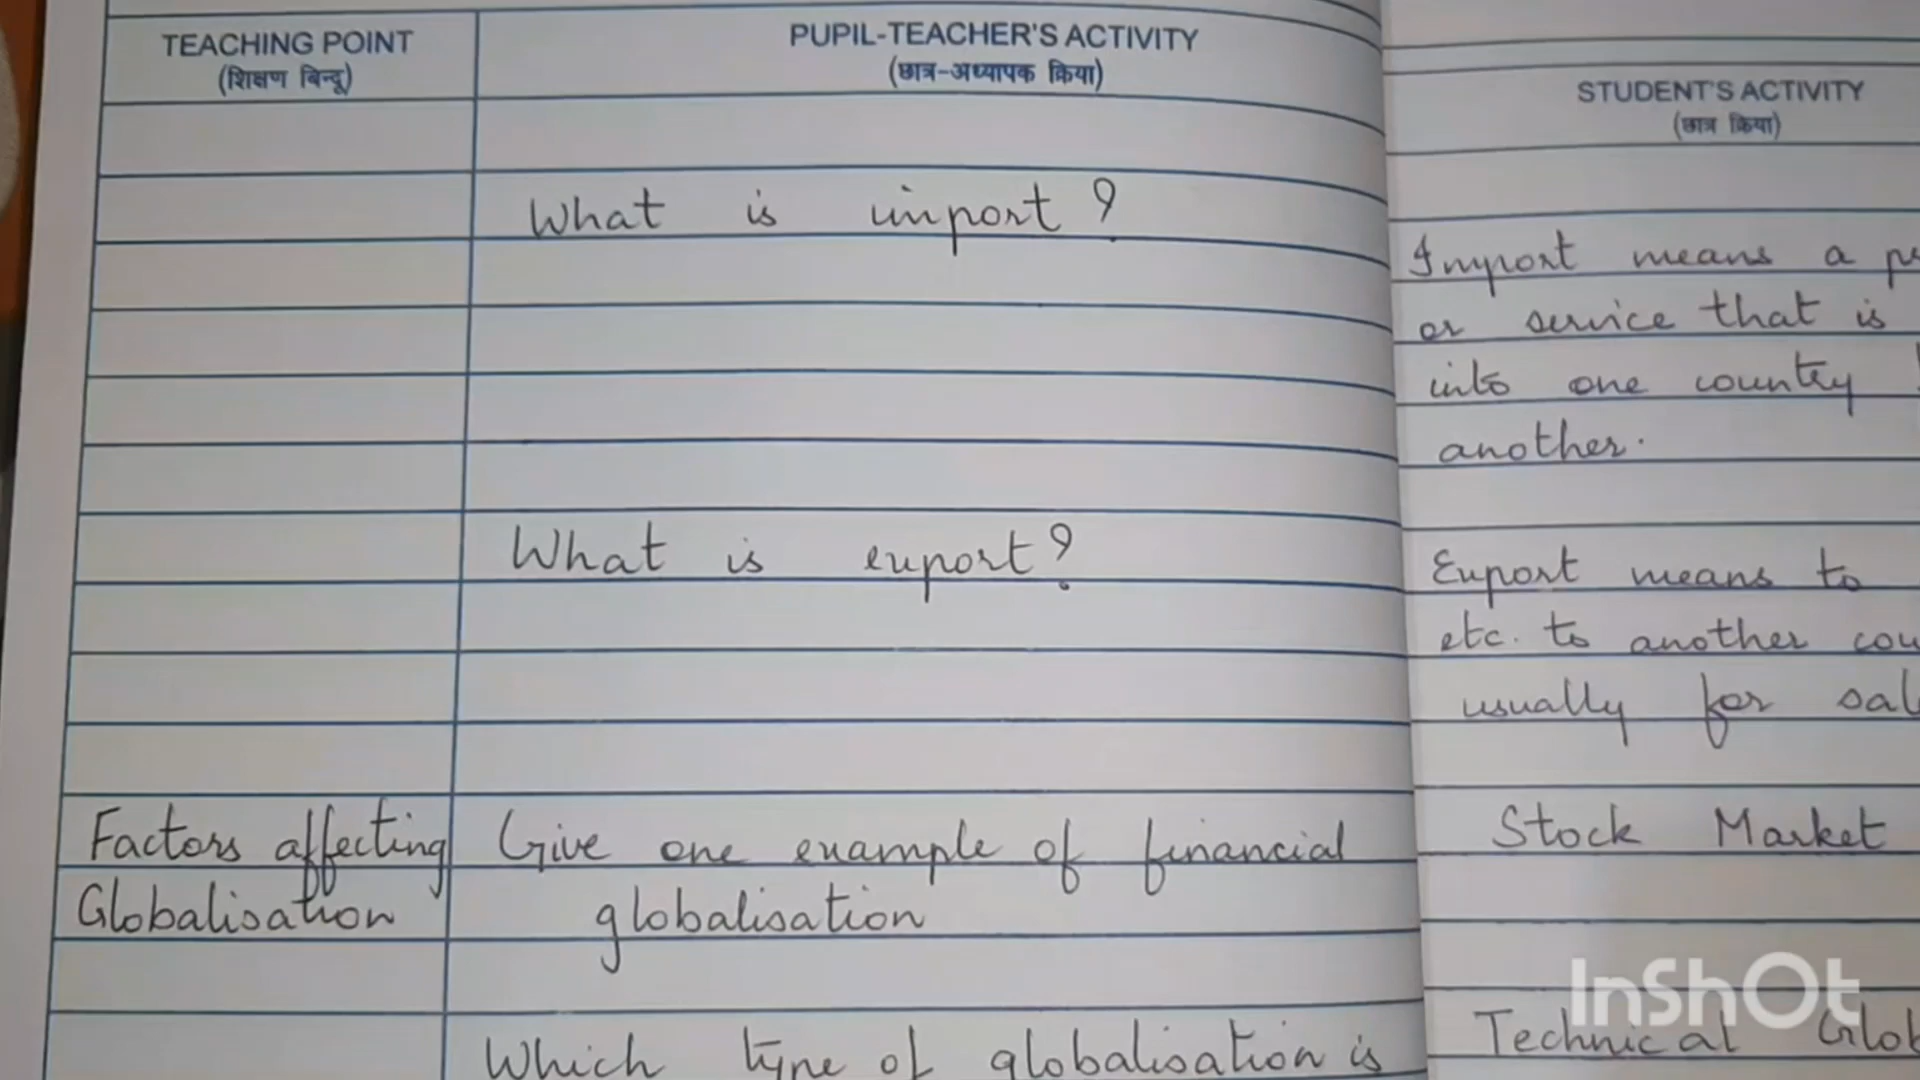 TEACHING POINT
(शिक्षण बिन्दू)
PUPIL-TEACHER'S ACTIVITY
(छात्र-अध्यापक क्रिया)
What is import?
What is export?
Factors affecting
Globalisation
Give one example of financial
globalisation
Which type of globalisation is
STUDENT'S ACTIVITY
(छात्र क्रिया)
Import means a
or service that is
into one country
another.
Export means to
etc. to another
usually for
Stock Market
Technical
InShOt